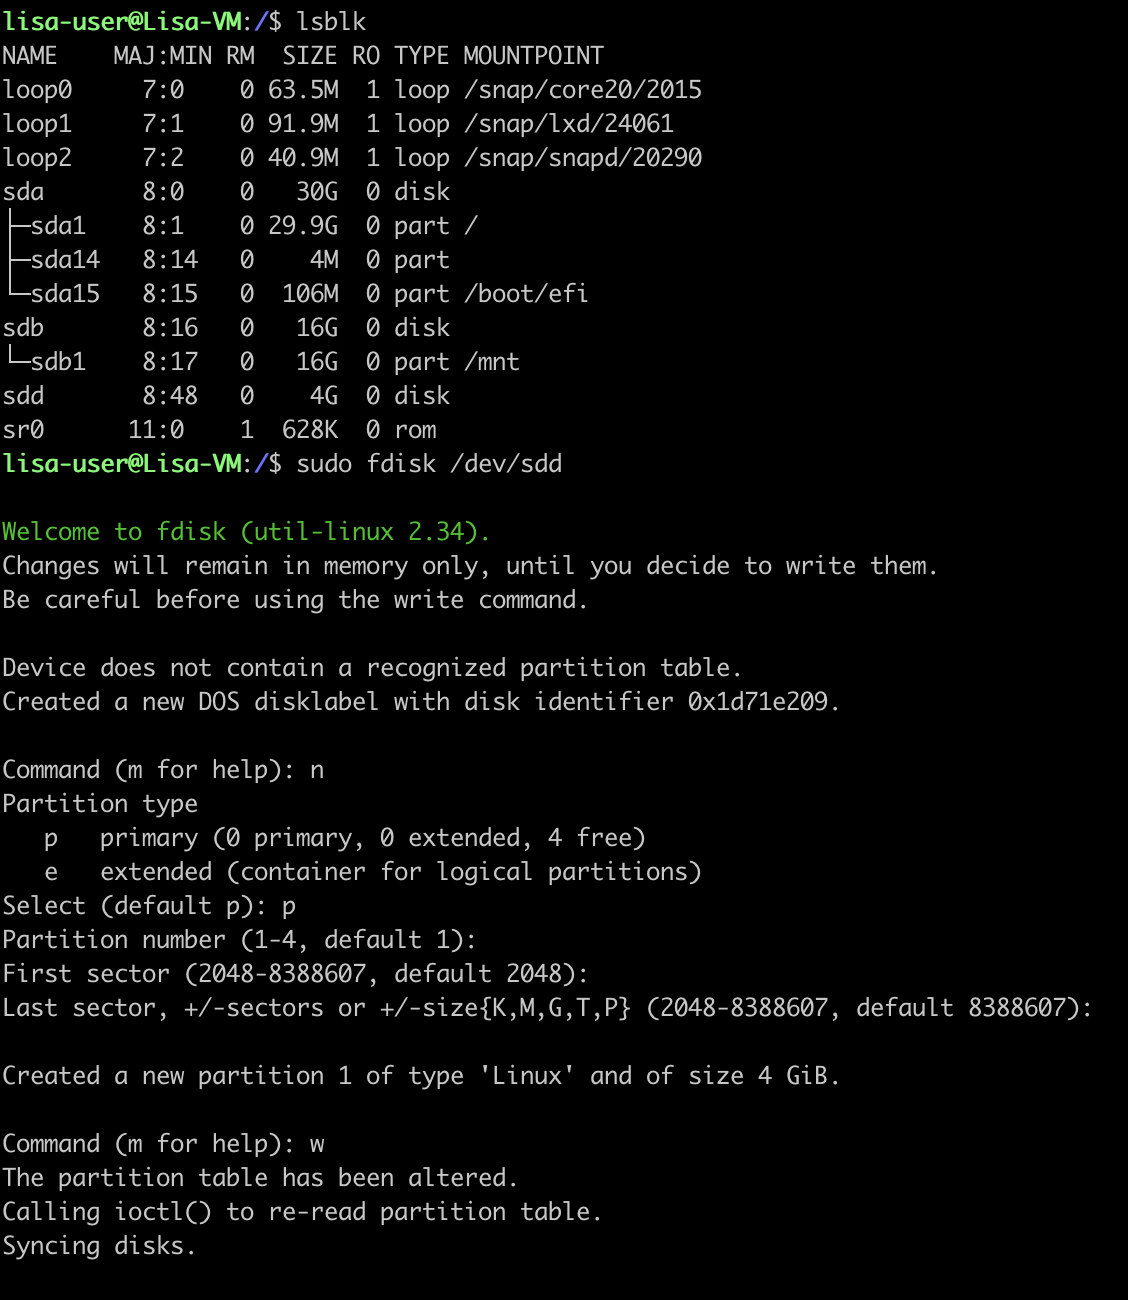 lisa-user@Lisa-VM:/$ lsblk
NAME    MAJ:MIN RM  SIZE RO TYPE MOUNTPOINT
loop0     7:0    0 63.5M  1 loop /snap/core20/2015
loop1     7:1    0 91.9M  1 loop /snap/lxd/24061
loop2     7:2    0 40.9M  1 loop /snap/snapd/20290
sda       8:0    0   30G  0 disk
├─sda1    8:1    0 29.9G  0 part /
├─sda14   8:14   0    4M  0 part
└─sda15   8:15   0  106M  0 part /boot/efi
sdb       8:16   0   16G  0 disk
└─sdb1    8:17   0   16G  0 part /mnt
sdd       8:48   0    4G  0 disk
sr0      11:0    1  628K  0 rom
lisa-user@Lisa-VM:/$ sudo fdisk /dev/sdd
Welcome to fdisk (util-linux 2.34).
Changes will remain in memory only, until you decide to write them.
Be careful before using the write command.
Device does not contain a recognized partition table.
Created a new DOS disklabel with disk identifier 0x1d71e209.
Command (m for help): n
Partition type
   p   primary (0 primary, 0 extended, 4 free)
   e   extended (container for logical partitions)
Select (default p): p
Partition number (1-4, default 1):
First sector (2048-8388607, default 2048):
Last sector, +/-sectors or +/-size{K,M,G,T,P} (2048-8388607, default 8388607):
Created a new partition 1 of type 'Linux' and of size 4 GiB.
Command (m for help): w
The partition table has been altered.
Calling ioctl() to re-read partition table.
Syncing disks.